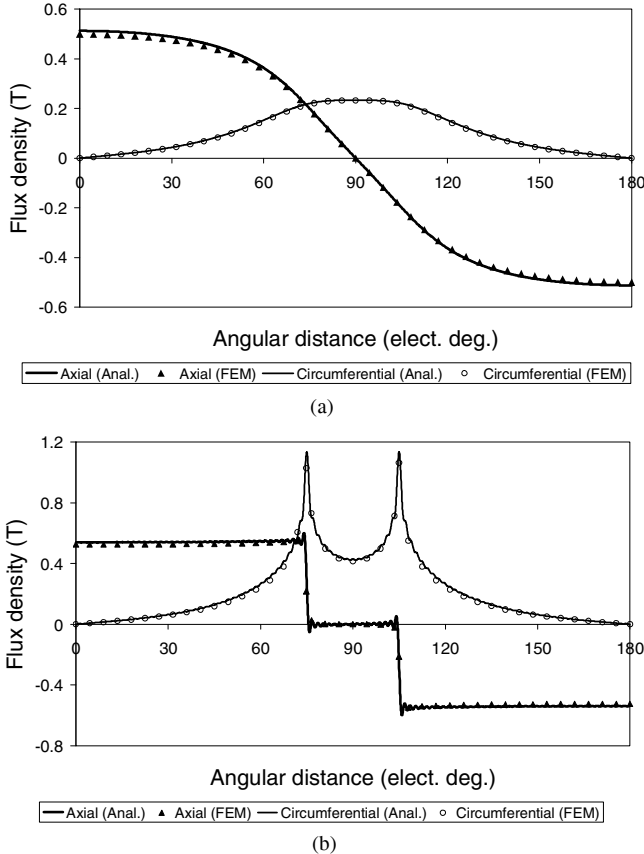 0.6
0.4
0.2
0
-0.2
-0.4
-0.6
0 30 60 90 120 150 180
Flux density (T)
Angular distance (elect. deg.)
Axial (Anal.) Axial (FEM) Circumferential (Anal.) Circumferential (FEM)
(a)
1.2
0.8
0.4
0
-0.4
-0.8
0 30 60 90 120 150 180
Flux density (T)
Angular distance (elect. deg.)
Axial (Anal.) Axial (FEM) Circumferential (Anal.) Circumferential (FEM)
(b)